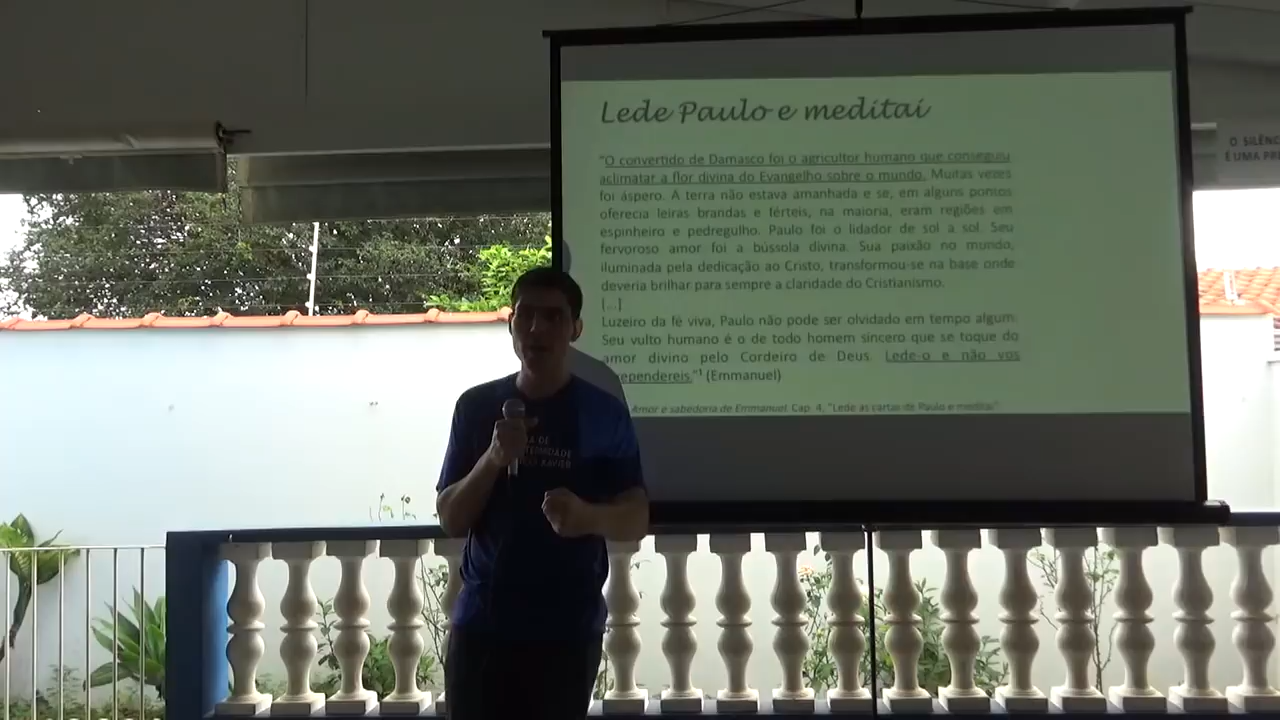 Lede Paulo e meditai
"O convertido de Damasco foi o agricultor humano que conseguiu
aclimatar a flor divina do Evangelho sobre o mundo. Muitas vezes
foi áspero. A terra não estava amanhada e se, em alguns pontos
oferecia leiras brandas e férteis, na maioria, eram regiões em
espinheiro e pedregulho. Paulo foi o lidador de sol a sol. Seu
fervoroso amor foi a bússola divina. Sua paixão no mundo,
iluminada pela dedicação ao Cristo, transformou-se na base onde
deveria brilhar para sempre a claridade do Cristianismo.
[...]
Luzeiro da fé viva, Paulo não pode ser olvidado em tempo algum.
Seu vulto humano é o de todo homem sincero que se toque do
amor divino pelo Cordeiro de Deus. Lede-o e não vos
ependereis."¹ (Emmanuel)
Amor e sabedoria de Emmanuel. Cap. 4, "Lede as cartas de Paulo e meditai"
O SILÊNC
É UMA PR
A DE
TERNIDADE
XAVIER